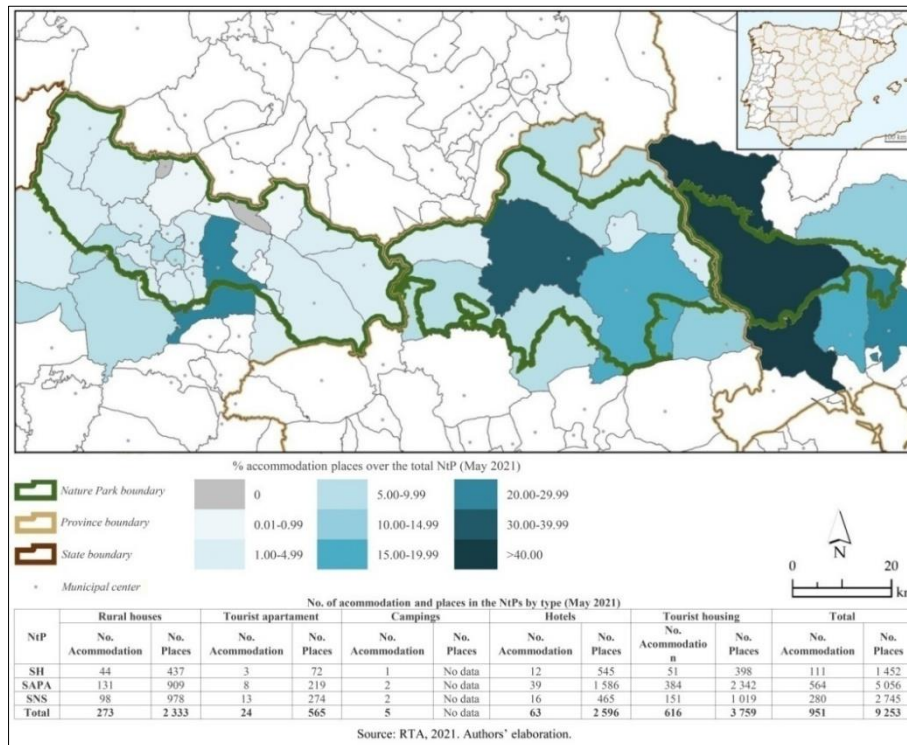 100 km
% accommodation places over the total NtP (May 2021)
Nature Park boundary
Province boundary
State boundary
Municipal center
0
0.01-0.99
1.00-4.99
5.00-9.99
10.00-14.99
15.00-19.99
20.00-29.99
30.00-39.99
>40.00
N
0 20
km
No. of acommodation and places in the NtPs by type (May 2021)
NtP Rural houses Tourist apartament Campings Hotels Tourist housing Total
No. Acommodation No. Places No. Acommodation No. Places No. Acommodation No. Places No. Acommodation No. Places No. Acommodation No. Places No. Acommodation No. Places
SH 44 437 3 72 1 No data 12 545 51 398 111 1 452
SAPA 131 909 8 219 2 No data 39 1 586 384 2 342 564 5 056
SNS 98 978 13 274 2 No data 16 465 151 1 019 280 2 745
Total 273 2 333 24 565 5 No data 63 2 596 616 3 759 951 9 253
Source: RTA, 2021. Authors' elaboration.